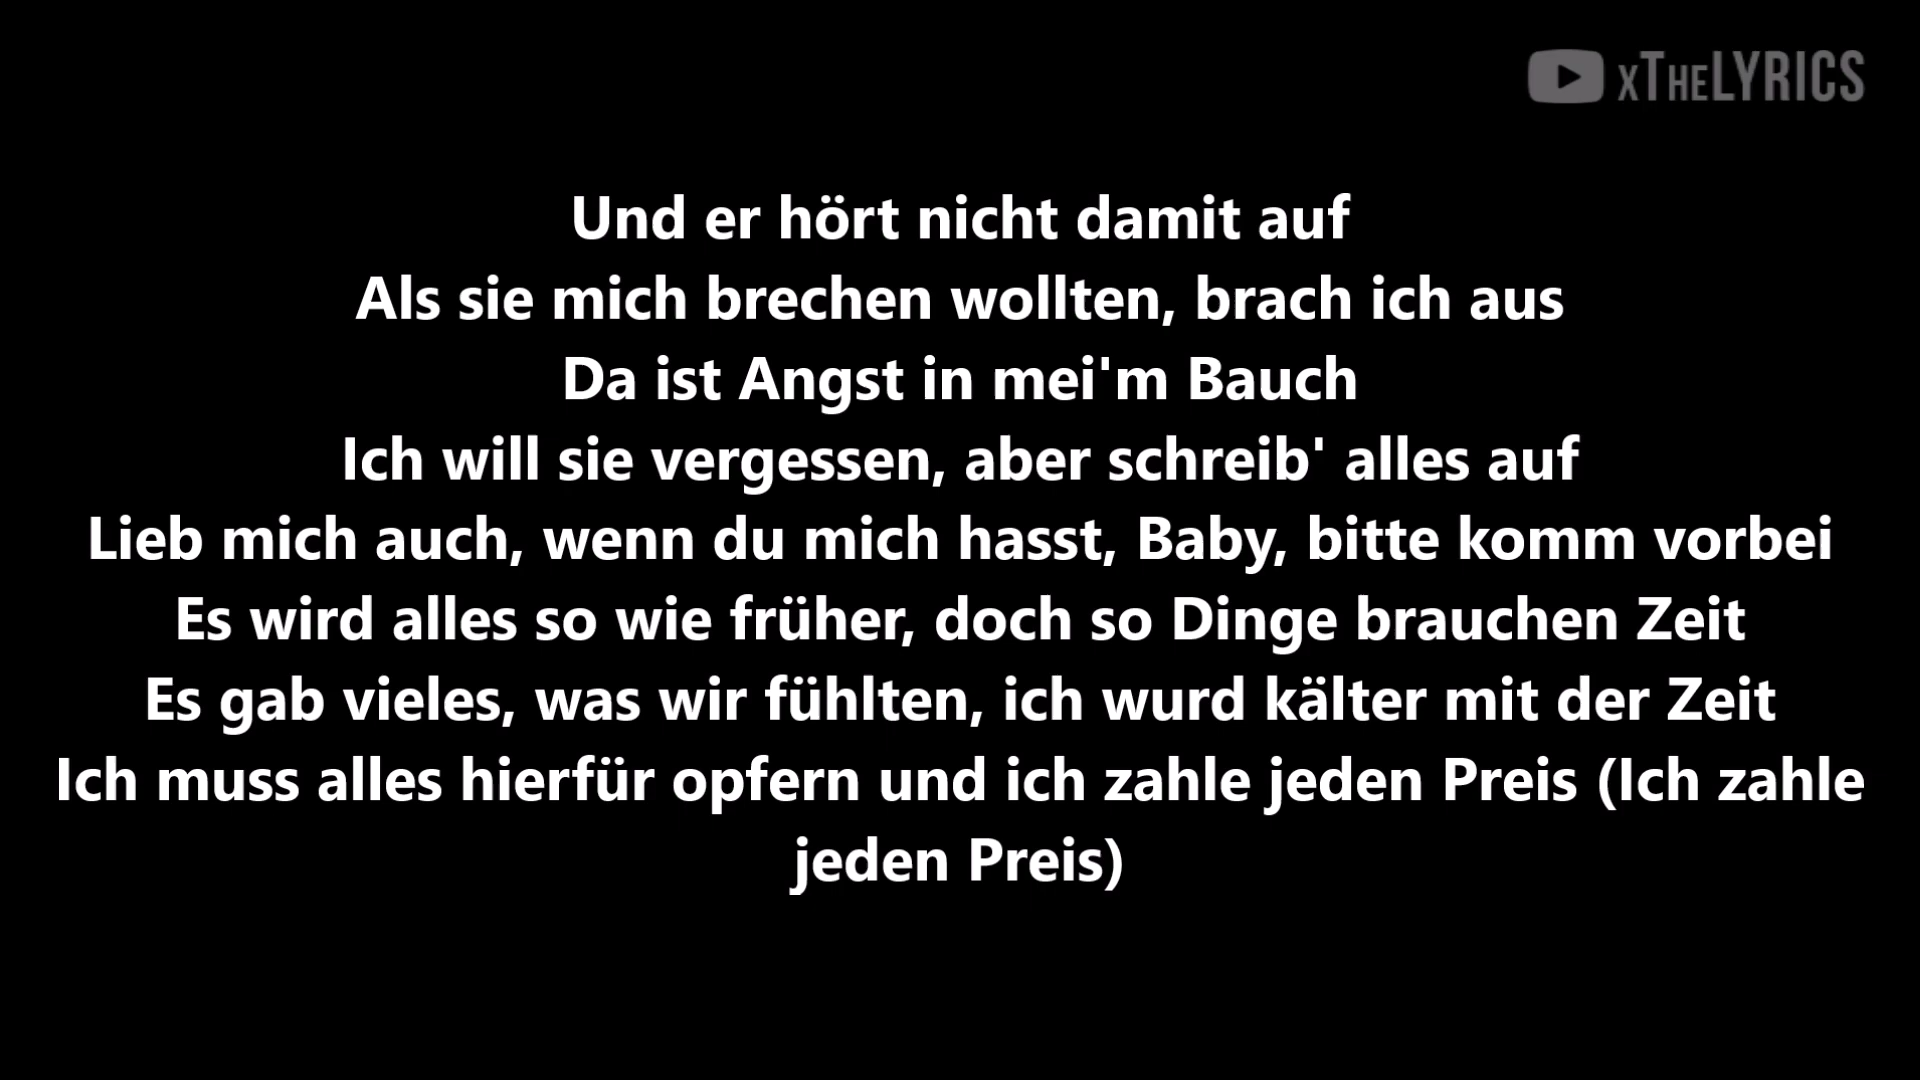 xTheLYRICS
Und er hört nicht damit auf
Als sie mich brechen wollten, brach ich aus
Da ist Angst in mei'm Bauch
Ich will sie vergessen, aber schreib' alles auf
Lieb mich auch, wenn du mich hasst, Baby, bitte komm vorbei
Es wird alles so wie früher, doch so Dinge brauchen Zeit
Es gab vieles, was wir fühlten, ich wurd kälter mit der Zeit
Ich muss alles hierfür opfern und ich zahle jeden Preis (Ich zahle
jeden Preis)